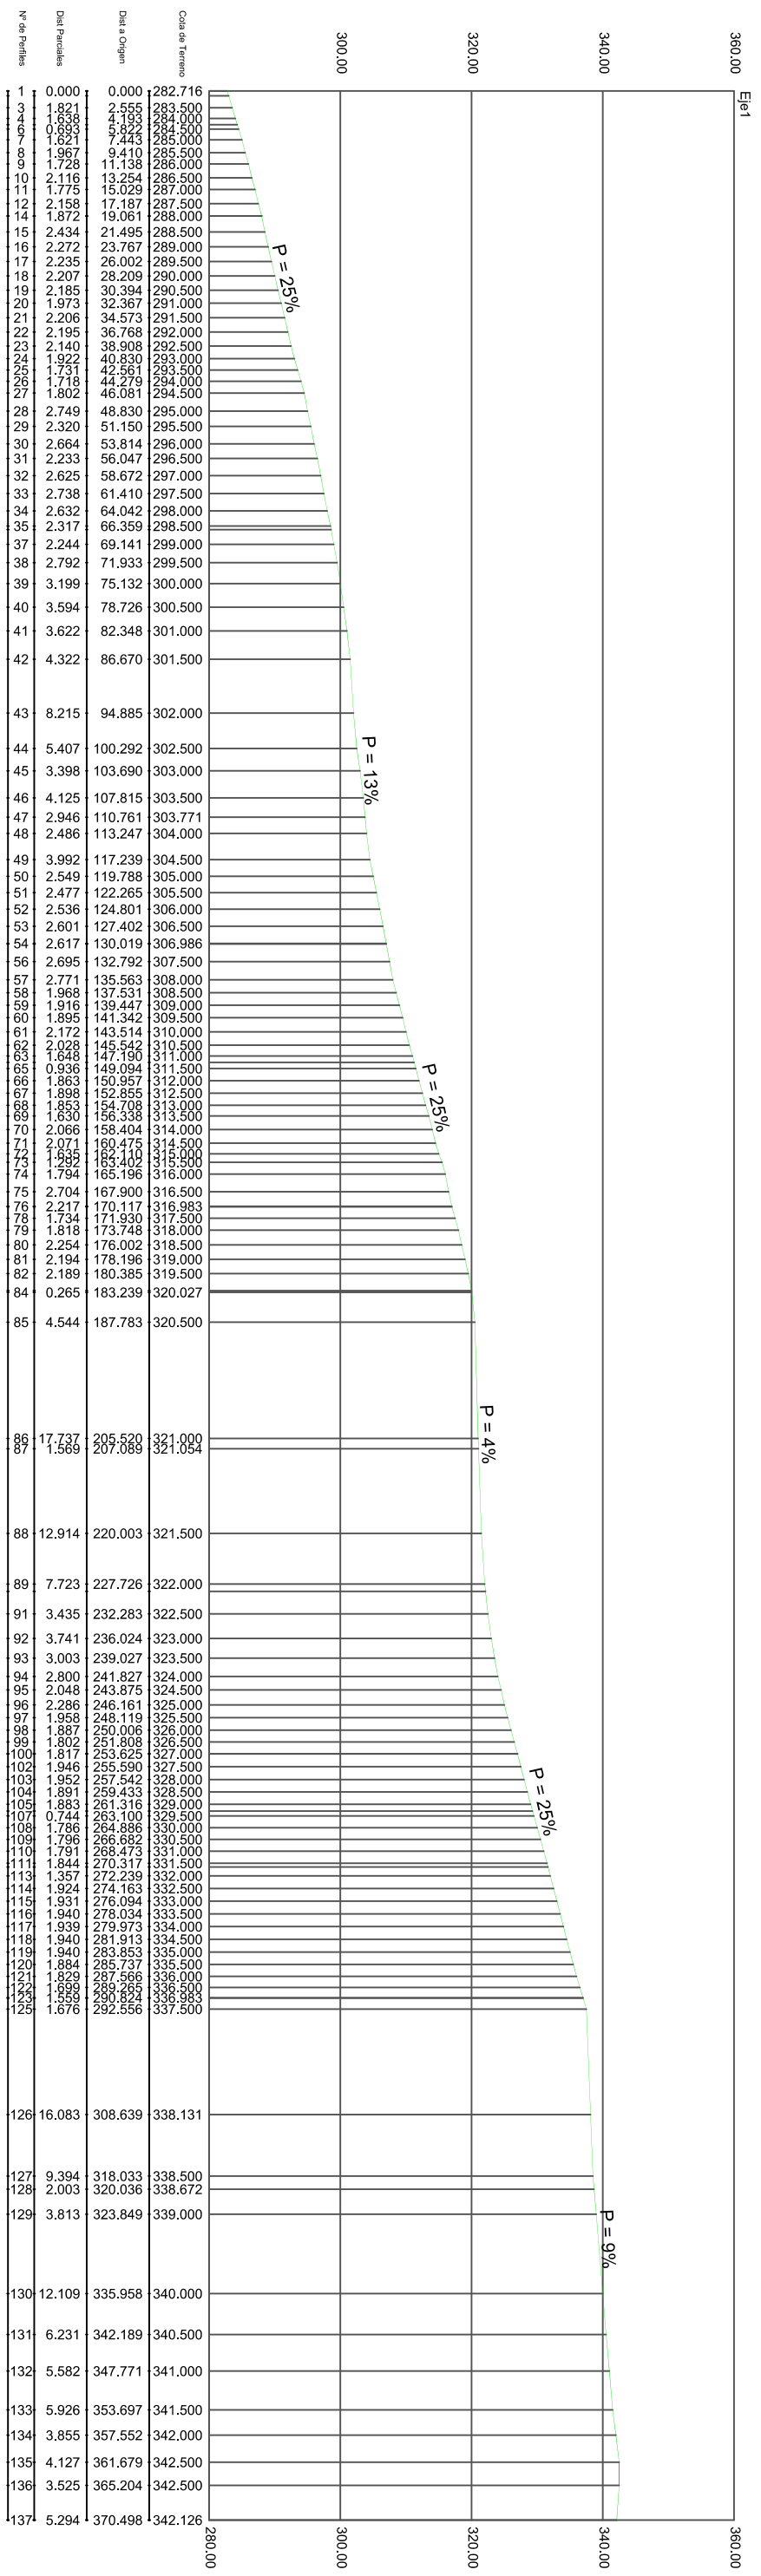 Eje1
360.00
340.00
320.00
300.00
Nº de Perfiles Dist Parciales Dist a Origen Cota de Terreno
1 0.000 0.000 282.716
3 1.821 2.555 283.500
4 1.638 4.193 284.000
6 0.693 5.822 284.500
7 1.621 7.443 285.000
8 1.967 9.410 285.500
9 1.728 11.138 286.000
10 2.116 13.254 286.500
11 1.775 15.029 287.000
12 2.158 17.187 287.500
14 1.872 19.061 288.000
15 2.434 21.495 288.500
16 2.272 23.767 289.000
17 2.235 26.002 289.500
18 2.207 28.209 290.000
19 2.185 30.394 290.500
20 1.973 32.367 291.000
21 2.206 34.573 291.500
22 2.195 36.768 292.000
23 2.140 38.908 292.500
24 1.922 40.830 293.000
25 1.731 42.561 293.500
26 1.718 44.279 294.000
27 1.802 46.081 294.500
28 2.749 48.830 295.000
29 2.320 51.150 295.500
30 2.664 53.814 296.000
31 2.233 56.047 296.500
32 2.625 58.672 297.000
33 2.738 61.410 297.500
34 2.632 64.042 298.000
35 2.317 66.359 298.500
37 2.244 69.141 299.000
38 2.792 71.933 299.500
39 3.199 75.132 300.000
40 3.594 78.726 300.500
41 3.622 82.348 301.000
42 4.322 86.670 301.500
43 8.215 94.885 302.000
44 5.407 100.292 302.500
45 3.398 103.690 303.000
46 4.125 107.815 303.500
47 2.946 110.761 303.771
48 2.486 113.247 304.000
49 3.992 117.239 304.500
50 2.549 119.788 305.000
51 2.477 122.265 305.500
52 2.536 124.801 306.000
53 2.601 127.402 306.500
54 2.617 130.019 306.986
56 2.695 132.792 307.500
57 2.771 135.563 308.000
58 1.968 137.531 308.500
59 1.916 139.447 309.000
60 1.895 141.342 309.500
61 2.172 143.514 310.000
62 2.028 145.542 310.500
63 1.648 147.190 311.000
65 0.936 149.094 311.500
66 1.863 150.957 312.000
67 1.898 152.855 312.500
68 1.853 154.708 313.000
69 1.630 156.338 313.500
70 2.066 158.404 314.000
71 2.071 160.475 314.500
72 1.635 162.110 315.000
73 1.292 163.402 315.500
74 1.794 165.196 316.000
75 2.704 167.900 316.500
76 2.217 170.117 316.983
78 1.734 171.930 317.500
79 1.818 173.748 318.000
80 2.254 176.002 318.500
81 2.194 178.196 319.000
82 2.189 180.385 319.500
84 0.265 183.239 320.027
85 4.544 187.783 320.500
86 17.737 205.520 321.000
87 1.569 207.089 321.054
88 12.914 220.003 321.500
89 7.723 227.726 322.000
91 3.435 232.283 322.500
92 3.741 236.024 323.000
93 3.003 239.027 323.500
94 2.800 241.827 324.000
95 2.048 243.875 324.500
96 2.286 246.161 325.000
97 1.958 248.119 325.500
98 1.887 250.006 326.000
99 1.802 251.808 326.500
100 1.817 253.625 327.000
102 1.946 255.590 327.500
103 1.952 257.542 328.000
104 1.891 259.433 328.500
105 1.883 261.316 329.000
107 0.744 263.100 329.500
108 1.786 264.886 330.000
109 1.796 266.682 330.500
110 1.791 268.473 331.000
111 1.844 270.317 331.500
113 1.357 272.239 332.000
114 1.924 274.163 332.500
115 1.931 276.094 333.000
116 1.940 278.034 333.500
117 1.939 279.973 334.000
118 1.940 281.913 334.500
119 1.940 283.853 335.000
120 1.884 285.737 335.500
121 1.829 287.566 336.000
122 1.699 289.265 336.500
123 1.559 290.824 336.983
125 1.676 292.556 337.500
126 16.083 308.639 338.131
127 9.394 318.033 338.500
128 2.003 320.036 338.672
129 3.813 323.849 339.000
130 12.109 335.958 340.000
131 6.231 342.189 340.500
132 5.582 347.771 341.000
133 5.926 353.697 341.500
134 3.855 357.552 342.000
135 4.127 361.679 342.500
136 3.525 365.204 342.500
137 5.294 370.498 342.126
P = 25%
P = 13%
P = 25%
P = 4%
P = 25%
P = 9%
360.00
340.00
320.00
300.00
280.00